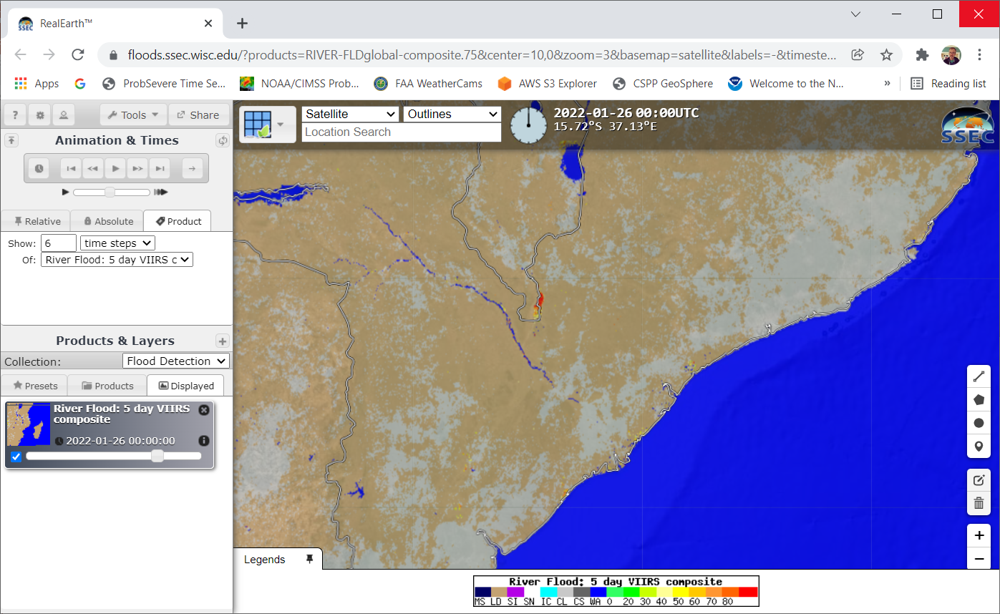 RealEarth™
floods.ssec.wisc.edu/?products=RIVER-FLDglobal-composite.75&center=10,0&zoom=3&basemap=satellite&labels=-&timeste...
Apps
ProbSevere Time Se...
NOAA/CIMSS Prob...
FAA WeatherCams
AWS S3 Explorer
CSPP GeoSphere
Welcome to the N...
»
Reading list
?
Tools
Share
Satellite
Outlines
Location Search
2022-01-26 00:00UTC
15.72°S 37.13°E
SSEC
Animation & Times
Relative
Absolute
Product
Show: 6 time steps
Of: River Flood: 5 day VIIRS c
Products & Layers
Collection: Flood Detection
Presets
Products
Displayed
River Flood: 5 day VIIRS
composite
2022-01-26 00:00:00
Legends
River Flood: 5 day VIIRS composite
MS LD SI SN IC CL CS WA 0 20 30 40 50 60 70 80